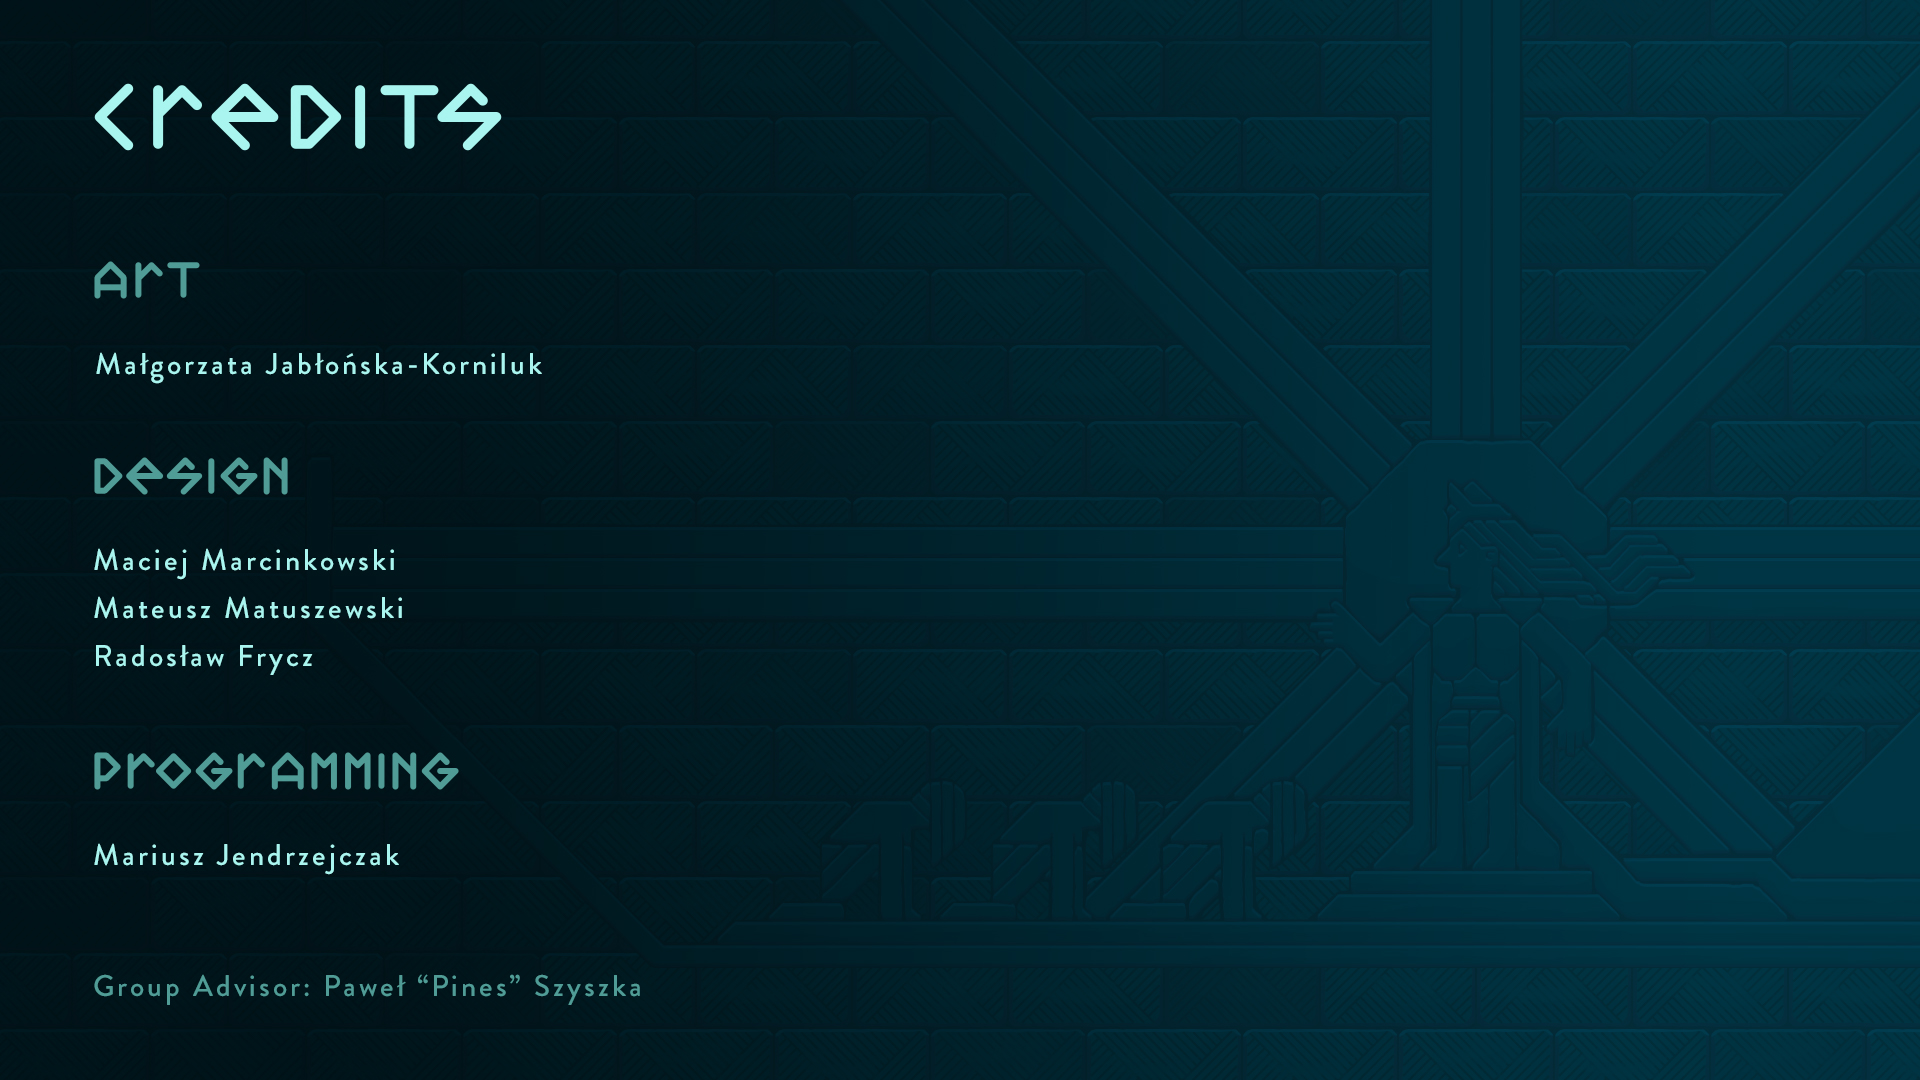 Credits
Art
Małgorzata Jabłońska-Korniluk
Design
Maciej Marcinkowski
Mateusz Matuszewski
Radosław Frycz
Programming
Mariusz Jendrzejczak
Group Advisor: Paweł “Pines” Szyszka